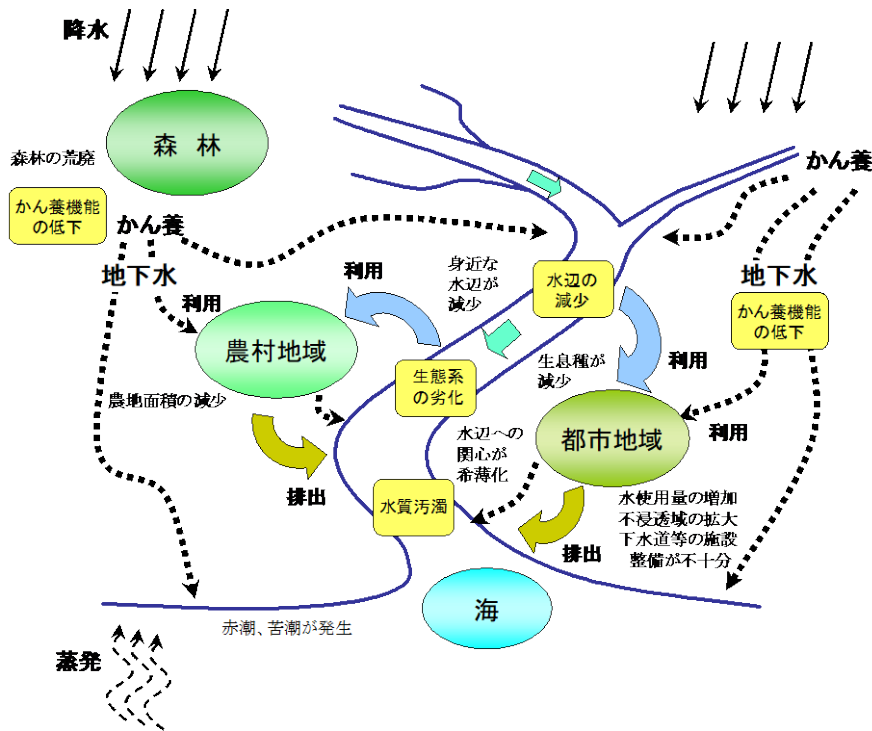 降水
森 林
森林の荒廃
かん養機能
の低下
かん養
地下水
利用
農村地域
農地面積の減少
排出
利用
身近な
水辺が
減少
水辺の
減少
生態系
の劣化
生息種が
減少
利用
かん養
地下水
かん養機能
の低下
利用
都市地域
水辺への
関心が
希薄化
水質汚濁
排出
水使用量の増加
不浸透域の拡大
下水道等の施設
整備が不十分
海
赤潮、苦潮が発生
蒸発